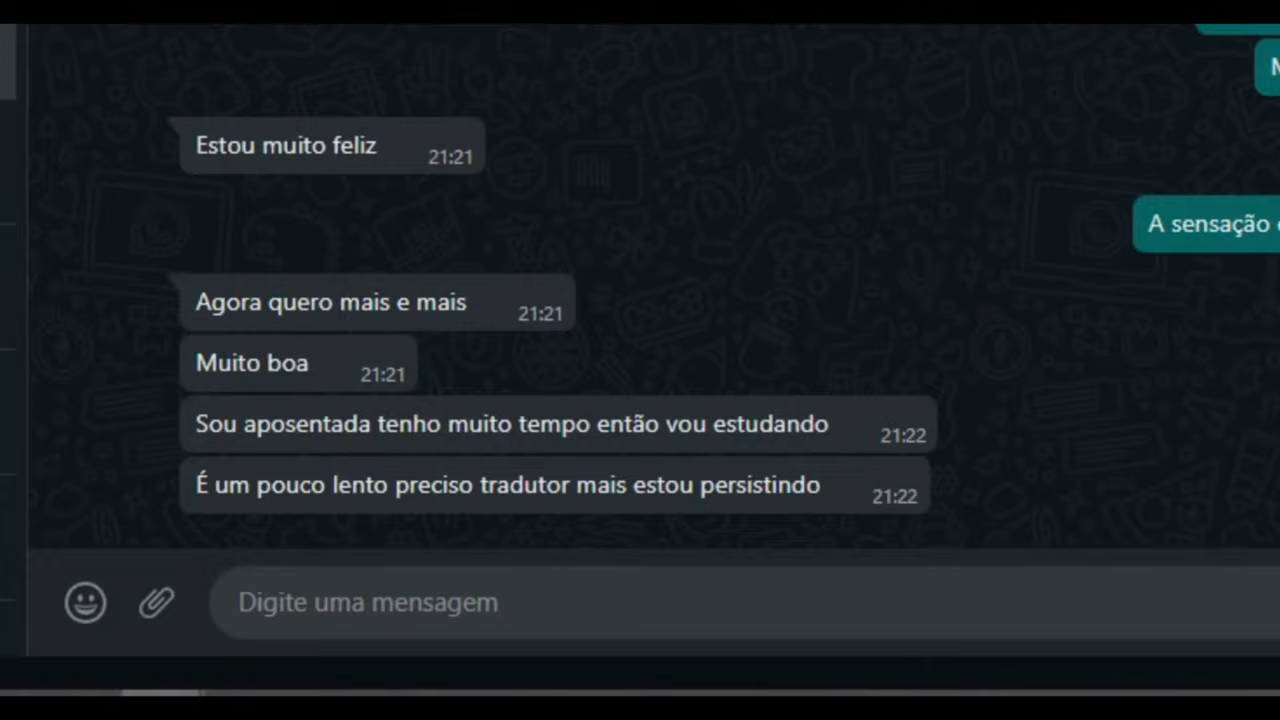 Estou muito feliz
21:21
A sensação
Agora quero mais e mais
21:21
Muito boa
21:21
Sou aposentada tenho muito tempo então vou estudando
21:22
É um pouco lento preciso tradutor mais estou persistindo
21:22
Digite uma mensagem